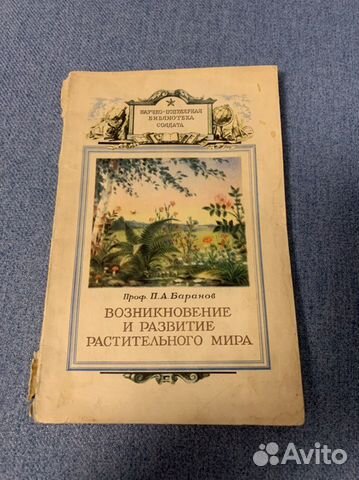 НАУЧНО-ПОПУЛЯРНАЯ
БИБЛИОТЕКА
СОЛДАТА
Проф. П.А.Баранов
ВОЗНИКНОВЕНИЕ
И РАЗВИТИЕ
РАСТИТЕЛЬНОГО МИРА
Avito